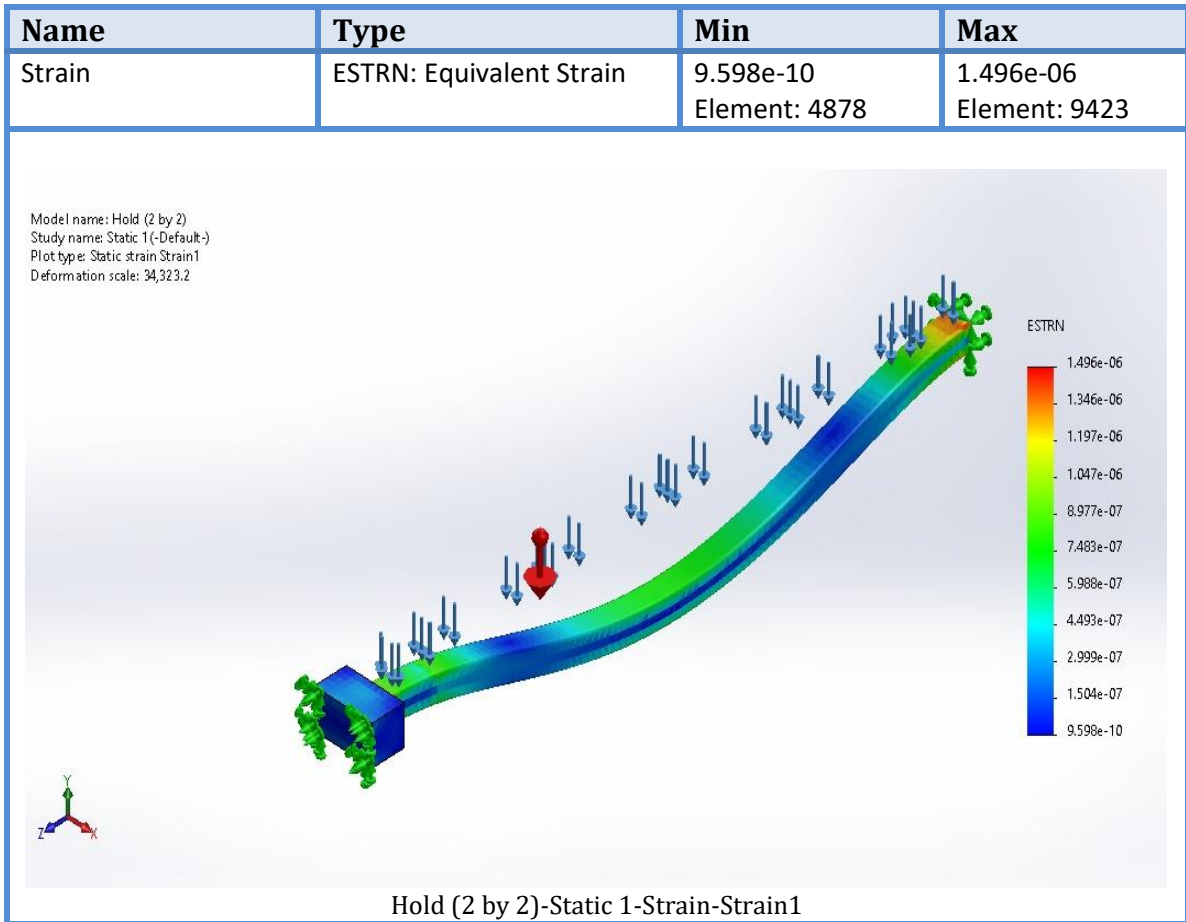 Name Type Min Max
Strain ESTRN: Equivalent Strain 9.598e-10 1.496e-06
Element: 4878 Element: 9423
Model name: Hold (2 by 2)
Study name: Static 1(-Default-)
Plot type: Static strain Strain1
Deformation scale: 34,323.2
ESTRN
1.496e-06
1.346e-06
1.197e-06
1.047e-06
8.977e-07
7.483e-07
5.988e-07
4.493e-07
2.999e-07
1.504e-07
9.598e-10
Y
Z X
Hold (2 by 2)-Static 1-Strain-Strain1